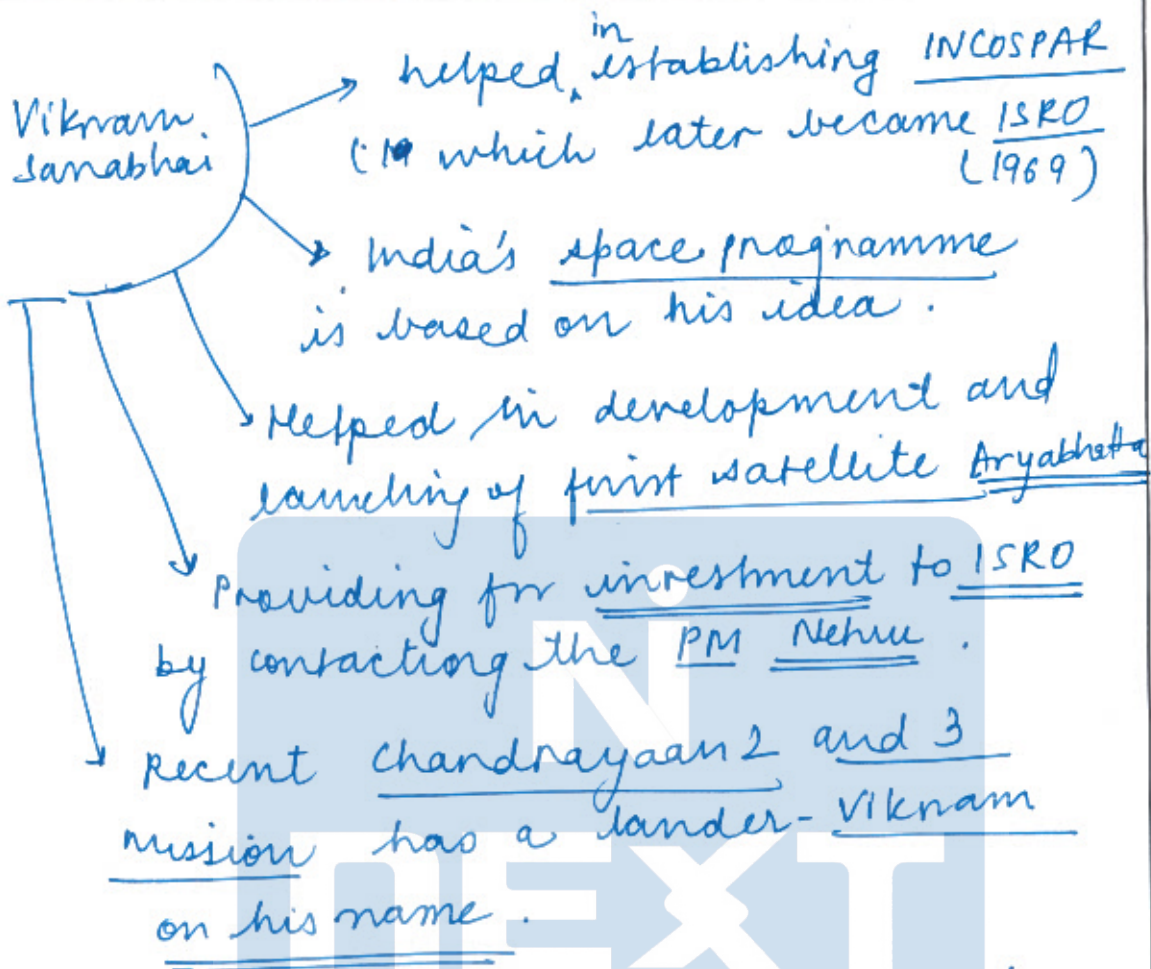 Vikram
Sarabhai
helped in establishing INCOSPAR
(19 which later became ISRO
(1969)
India's space programme
is based on his idea.
Helped in development and
launching of first satellite Aryabhatta
Providing for investment to ISRO
by contacting the PM Nehru.
Recent Chandrayaan 2 and 3
mission has a lander - Vikram
on his name.
N
NEXT